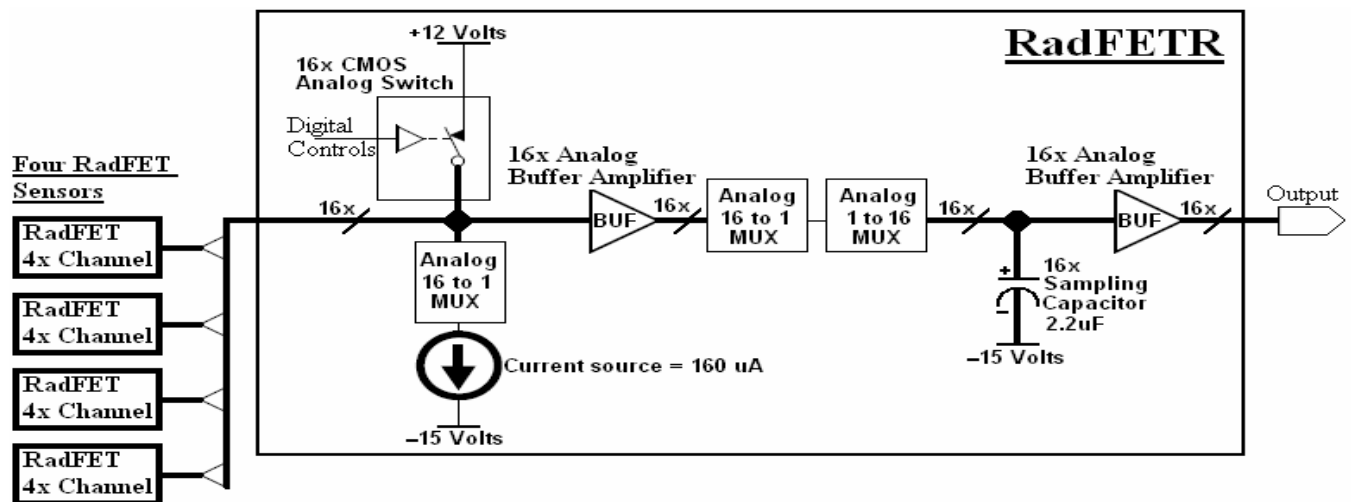 RadFETR
+12 Volts
16x CMOS
Analog Switch
Digital
Controls
Four RadFET
Sensors
RadFET
4x Channel
RadFET
4x Channel
RadFET
4x Channel
RadFET
4x Channel
16x
Analog
16 to 1
MUX
Current source = 160 uA
–15 Volts
16x Analog
Buffer Amplifier
BUF
16x
Analog
16 to 1
MUX
Analog
1 to 16
MUX
16x
+
-
16x
Sampling
Capacitor
2.2uF
–15 Volts
16x Analog
Buffer Amplifier
BUF
16x
Output